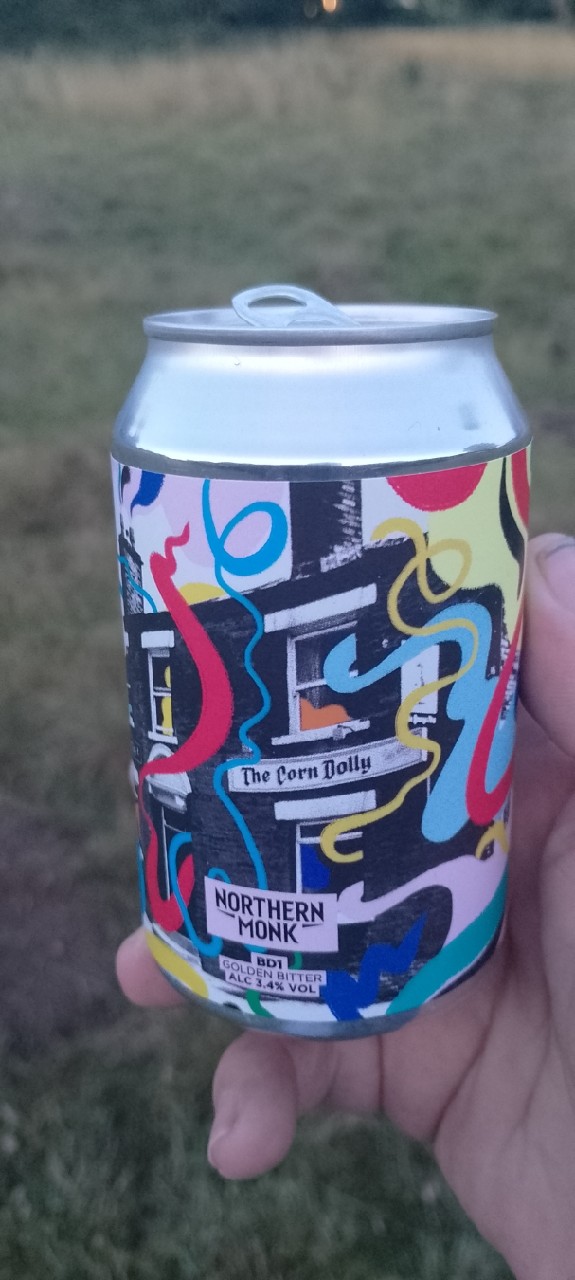 The Corn Dolly
NORTHERN
MONK
BD1
GOLDEN BITTER
ALC 3.4% VOL